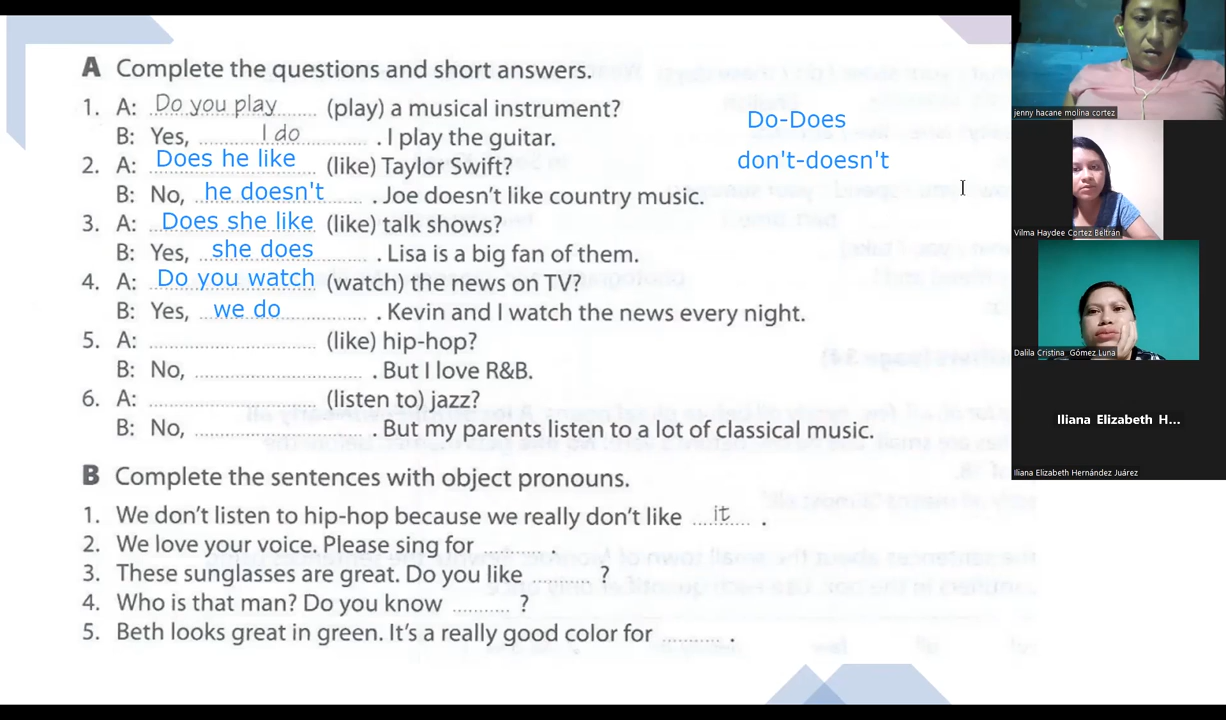 A Complete the questions and short answers.
1. A: Do you play (play) a musical instrument?
B: Yes, I do . I play the guitar.
2. A: Does he like (like) Taylor Swift?
B: No, he doesn't . Joe doesn't like country music.
3. A: Does she like (like) talk shows?
B: Yes, she does . Lisa is a big fan of them.
4. A: Do you watch (watch) the news on TV?
B: Yes, we do . Kevin and I watch the news every night.
5. A: (like) hip-hop?
B: No, . But I love R&B.
6. A: (listen to) jazz?
B: No, . But my parents listen to a lot of classical music.
B Complete the sentences with object pronouns.
1. We don't listen to hip-hop because we really don't like it .
2. We love your voice. Please sing for .
3. These sunglasses are great. Do you like ?
4. Who is that man? Do you know ?
5. Beth looks great in green. It's a really good color for .
Do-Does
don't-doesn't
jenny hacane molina cortez
Vilma Haydee Cortez Beltrán
Dalila Cristina Gómez Luna
Iliana Elizabeth H...
Iliana Elizabeth Hernández Juárez